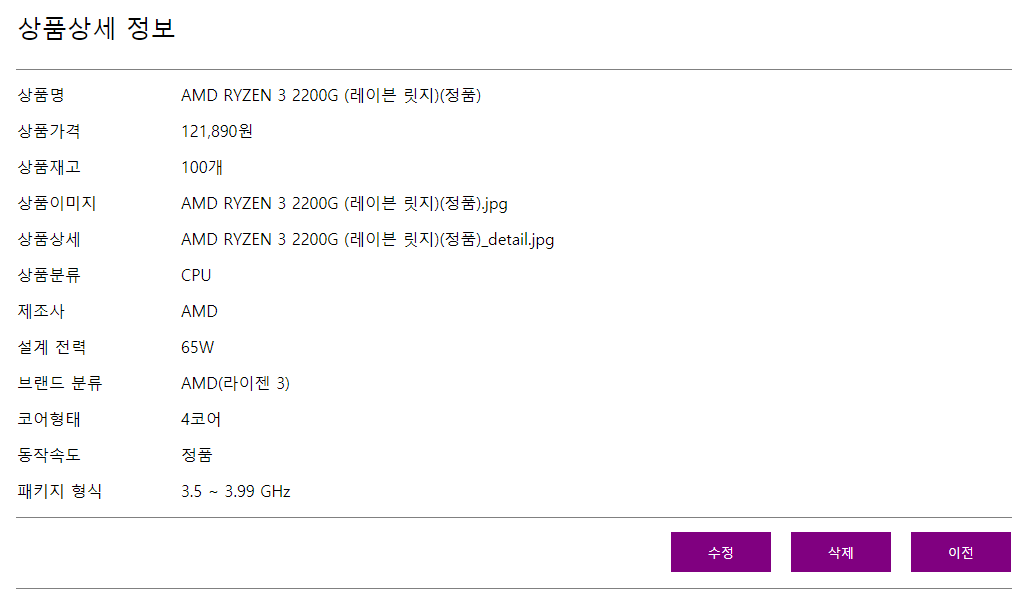 상품상세 정보
상품명 AMD RYZEN 3 2200G (레이븐 릿지)(정품)
상품가격 121,890원
상품재고 100개
상품이미지 AMD RYZEN 3 2200G (레이븐 릿지)(정품).jpg
상품상세 AMD RYZEN 3 2200G (레이븐 릿지)(정품)_detail.jpg
상품분류 CPU
제조사 AMD
설계 전력 65W
브랜드 분류 AMD(라이젠 3)
코어형태 4코어
동작속도 정품
패키지 형식 3.5 ~ 3.99 GHz
수정 삭제 이전